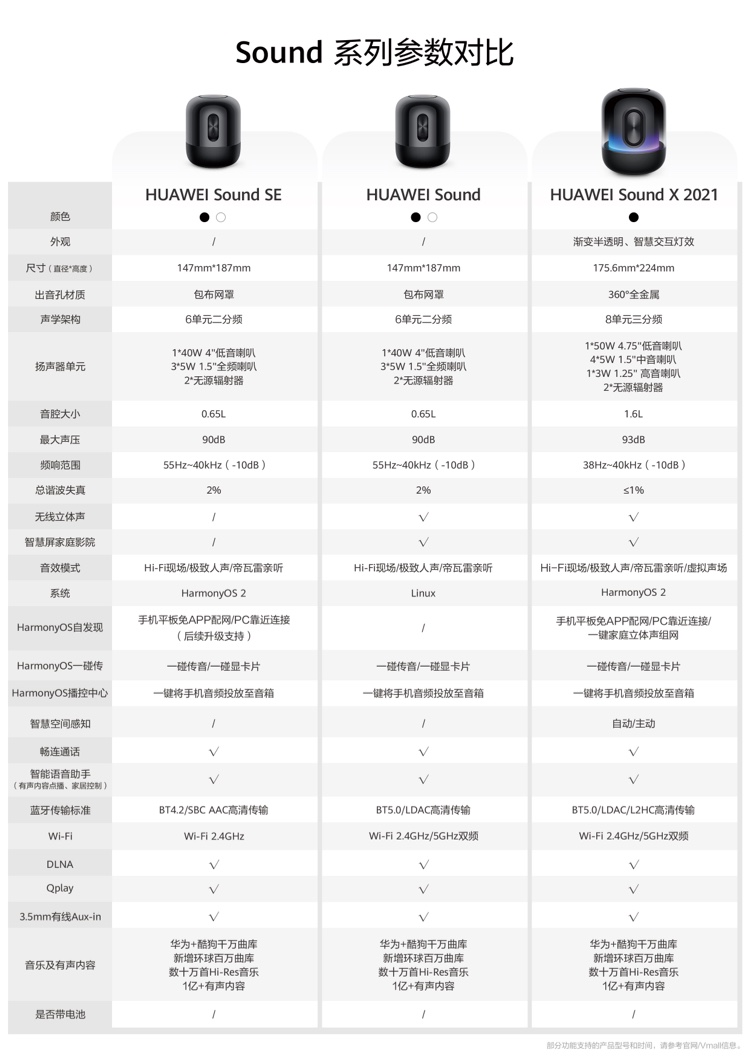 Sound 系列参数对比
HUAWEI Sound SE HUAWEI Sound HUAWEI Sound X 2021
颜色
外观 / / 渐变半透明、智慧交互灯效
尺寸（直径*高度） 147mm*187mm 147mm*187mm 175.6mm*224mm
出音孔材质 包布网罩 包布网罩 360°全金属
声学架构 6单元二分频 6单元二分频 8单元三分频
扬声器单元
1*40W 4"低音喇叭
3*5W 1.5"全频喇叭
2*无源辐射器
1*40W 4"低音喇叭
3*5W 1.5"全频喇叭
2*无源辐射器
1*50W 4.75"低音喇叭
4*5W 1.5"中音喇叭
1*3W 1.25" 高音喇叭
2*无源辐射器
音腔大小 0.65L 0.65L 1.6L
最大声压 90dB 90dB 93dB
频响范围 55Hz~40kHz（-10dB） 55Hz~40kHz（-10dB） 38Hz~40kHz（-10dB）
总谐波失真 2% 2% ≤1%
无线立体声 / √ √
智慧屏家庭影院 / √ √
音效模式 Hi-Fi现场/极致人声/帝瓦雷亲听 Hi-Fi现场/极致人声/帝瓦雷亲听 Hi-Fi现场/极致人声/帝瓦雷亲听/虚拟声场
系统 HarmonyOS 2 Linux HarmonyOS 2
HarmonyOS自发现
手机平板免APP配网/PC靠近连接
（后续升级支持）
/
手机平板免APP配网/PC靠近连接/
一键家庭立体声组网
HarmonyOS一碰传 一碰传音/一碰显卡片 一碰传音/一碰显卡片 一碰传音/一碰显卡片
HarmonyOS播控中心 一键将手机音频投放至音箱 一键将手机音频投放至音箱 一键将手机音频投放至音箱
智慧空间感知 / / 自动/主动
畅连通话 √ √ √
智能语音助手 √ √ √
（有声内容点播、家居控制）
蓝牙传输标准 BT4.2/SBC AAC高清传输 BT5.0/LDAC高清传输 BT5.0/LDAC/L2HC高清传输
Wi-Fi Wi-Fi 2.4GHz Wi-Fi 2.4GHz/5GHz双频 Wi-Fi 2.4GHz/5GHz双频
DLNA √ √ √
Qplay √ √ √
3.5mm有线Aux-in √ √ √
音乐及有声内容
华为+酷狗千万曲库
新增环球百万曲库
数十万首Hi-Res音乐
1亿+有声内容
华为+酷狗千万曲库
新增环球百万曲库
数十万首Hi-Res音乐
1亿+有声内容
华为+酷狗千万曲库
新增环球百万曲库
数十万首Hi-Res音乐
1亿+有声内容
是否带电池 / / /
部分功能支持的产品型号和时间，请参考官网/Vmall信息。